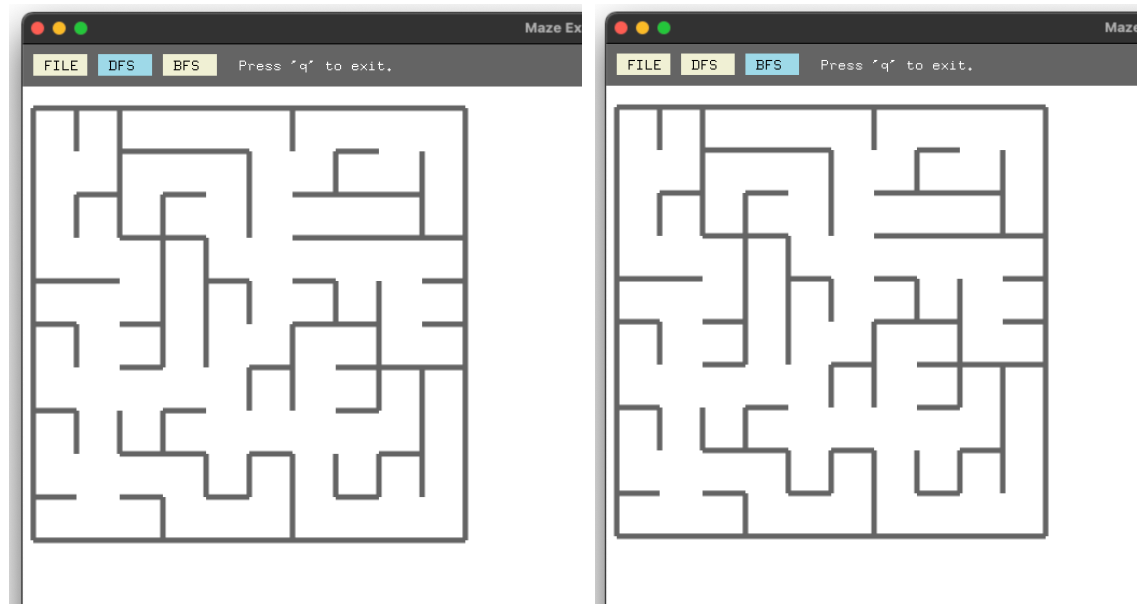 Maze Ex
FILE DFS BFS Press 'q' to exit.
Maze
FILE DFS BFS Press 'q' to exit.